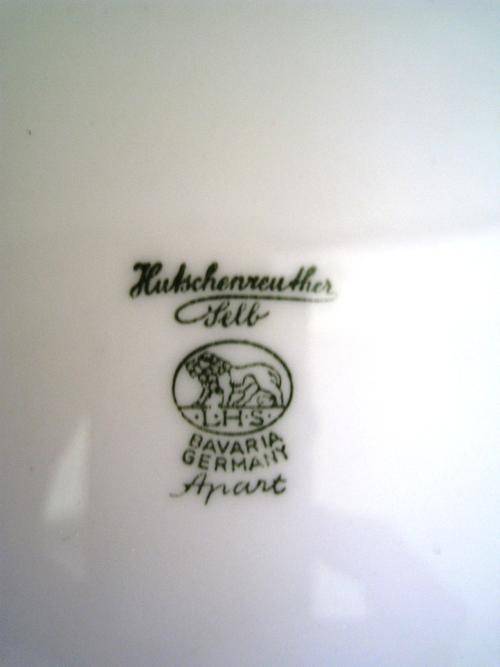 Hutschenreuther
Selb
L·H·S·
BAVARIA
GERMANY
Apart